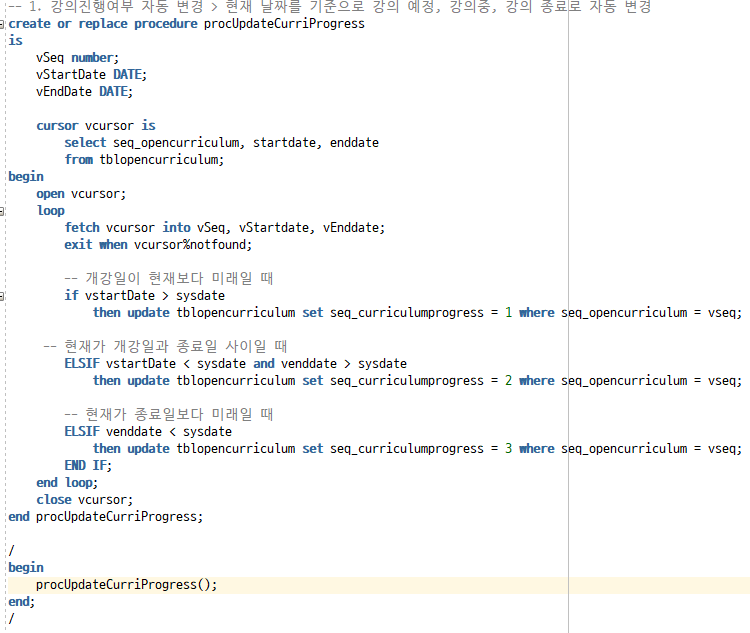 -- 1. 강의진행여부 자동 변경 > 현재 날짜를 기준으로 강의 예정, 강의중, 강의 종료로 자동 변경
create or replace procedure procUpdateCurriProgress
is
    vSeq number;
    vStartDate DATE;
    vEndDate DATE;

    cursor vcursor is
        select seq_opencurriculum, startdate, enddate
        from tblopencurriculum;
begin
    open vcursor;
    loop
        fetch vcursor into vSeq, vStartdate, vEnddate;
        exit when vcursor%notfound;

        -- 개강일이 현재보다 미래일 때
        if vstartDate > sysdate
            then update tblopencurriculum set seq_curriculumprogress = 1 where seq_opencurriculum = vseq;

     -- 현재가 개강일과 종료일 사이일 때
        ELSIF vstartDate < sysdate and venddate > sysdate
            then update tblopencurriculum set seq_curriculumprogress = 2 where seq_opencurriculum = vseq;

        -- 현재가 종료일보다 미래일 때
        ELSIF venddate < sysdate
            then update tblopencurriculum set seq_curriculumprogress = 3 where seq_opencurriculum = vseq;
        END IF;
    end loop;
    close vcursor;
end procUpdateCurriProgress;

/
begin
    procUpdateCurriProgress();
end;
/